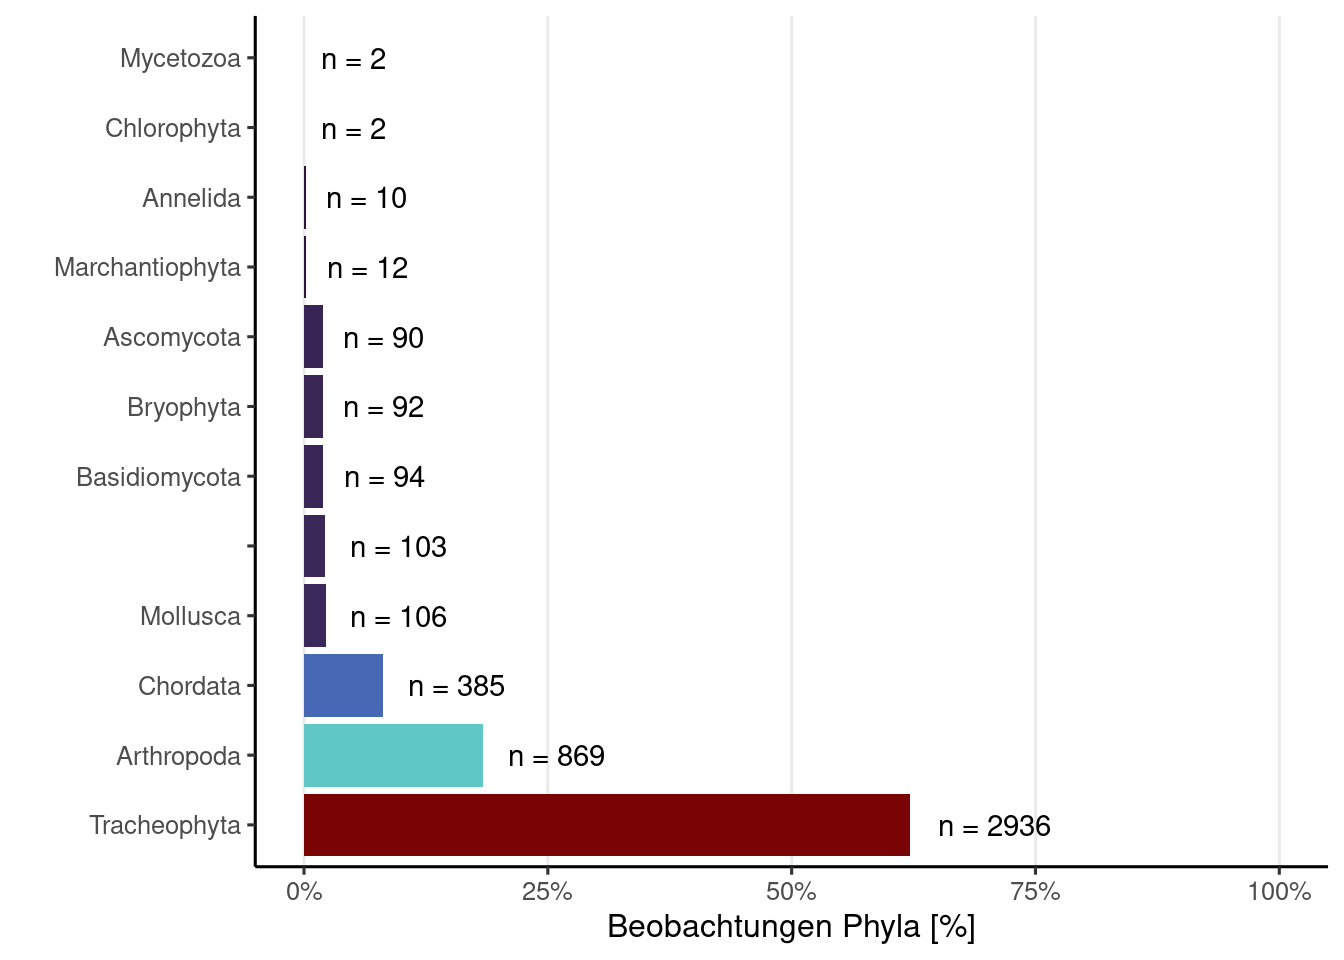 Mycetozoa n = 2
Chlorophyta n = 2
Annelida n = 10
Marchantiophyta n = 12
Ascomycota n = 90
Bryophyta n = 92
Basidiomycota n = 94
n = 103
Mollusca n = 106
Chordata n = 385
Arthropoda n = 869
Tracheophyta n = 2936
0% 25% 50% 75% 100%
Beobachtungen Phyla [%]